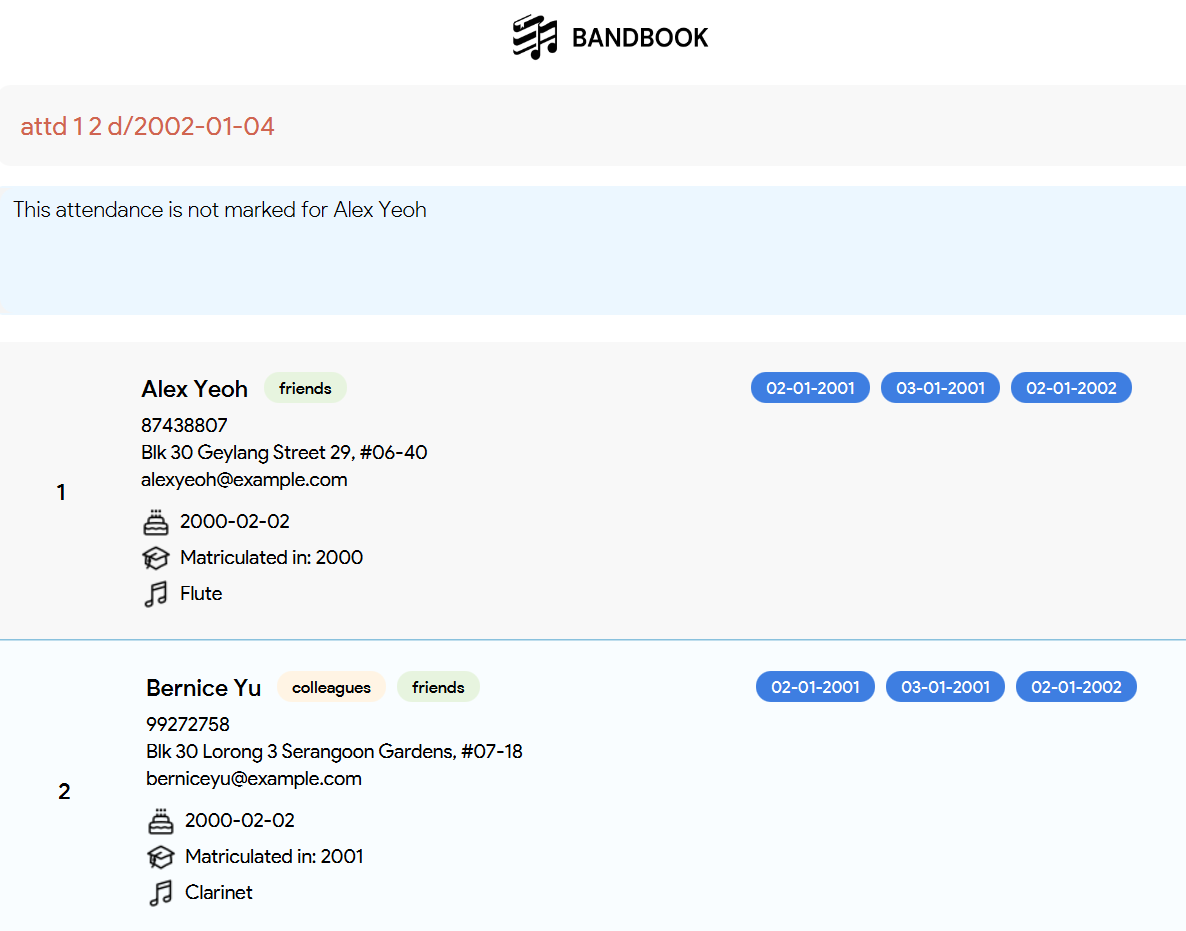 BANDBOOK
attd 1 2 d/2002-01-04
This attendance is not marked for Alex Yeoh
Alex Yeoh friends 02-01-2001 03-01-2001 02-01-2002
87438807
Blk 30 Geylang Street 29, #06-40
alexyeoh@example.com
1
2000-02-02
Matriculated in: 2000
Flute
Bernice Yu colleagues friends 02-01-2001 03-01-2001 02-01-2002
99272758
Blk 30 Lorong 3 Serangoon Gardens, #07-18
berniceyu@example.com
2
2000-02-02
Matriculated in: 2001
Clarinet